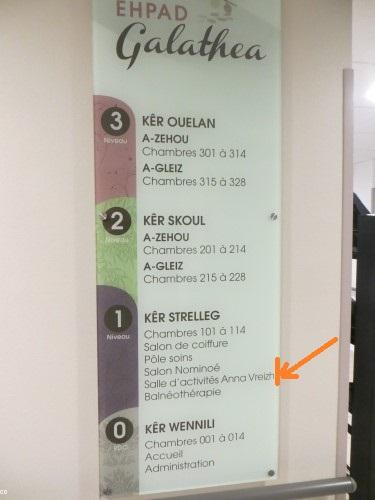 EHPAD
Galathea
3
Niveau
KÊR OUELAN
A-ZEHOU
Chambres 301 à 314
A-GLEIZ
Chambres 315 à 328
2
Niveau
KÊR SKOUL
A-ZEHOU
Chambres 201 à 214
A-GLEIZ
Chambres 215 à 228
1
Niveau
KÊR STRELLEG
Chambres 101 à 114
Salon de coiffure
Pôle soins
Salon Nominoé
Salle d'activités Anna Vreizh
Balnéothérapie
0
RDC
KÊR WENNILI
Chambres 001 à 014
Accueil
Administration